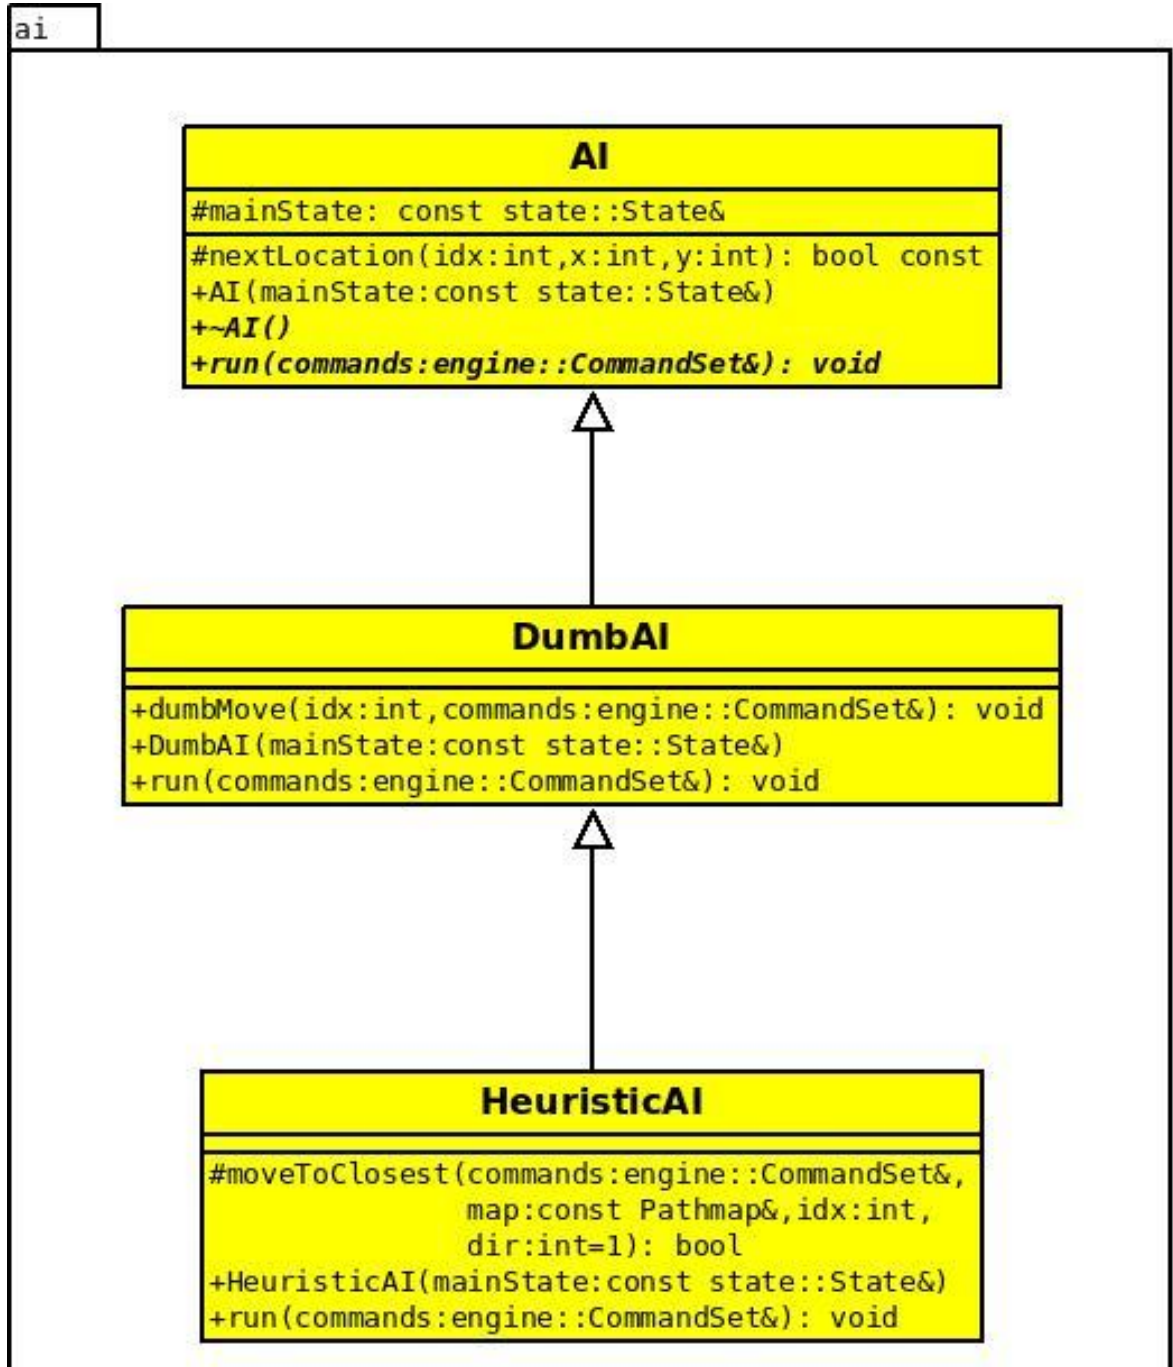 ai
AI
#mainState: const state::State&
#nextLocation(idx:int,x:int,y:int): bool const
+AI(mainState:const state::State&)
+~AI()
+run(commands:engine::CommandSet&): void
DumbAI
+dumbMove(idx:int,commands:engine::CommandSet&): void
+DumbAI(mainState:const state::State&)
+run(commands:engine::CommandSet&): void
HeuristicAI
#moveToClosest(commands:engine::CommandSet&,
map:const Pathmap&,idx:int,
dir:int=1): bool
+HeuristicAI(mainState:const state::State&)
+run(commands:engine::CommandSet&): void